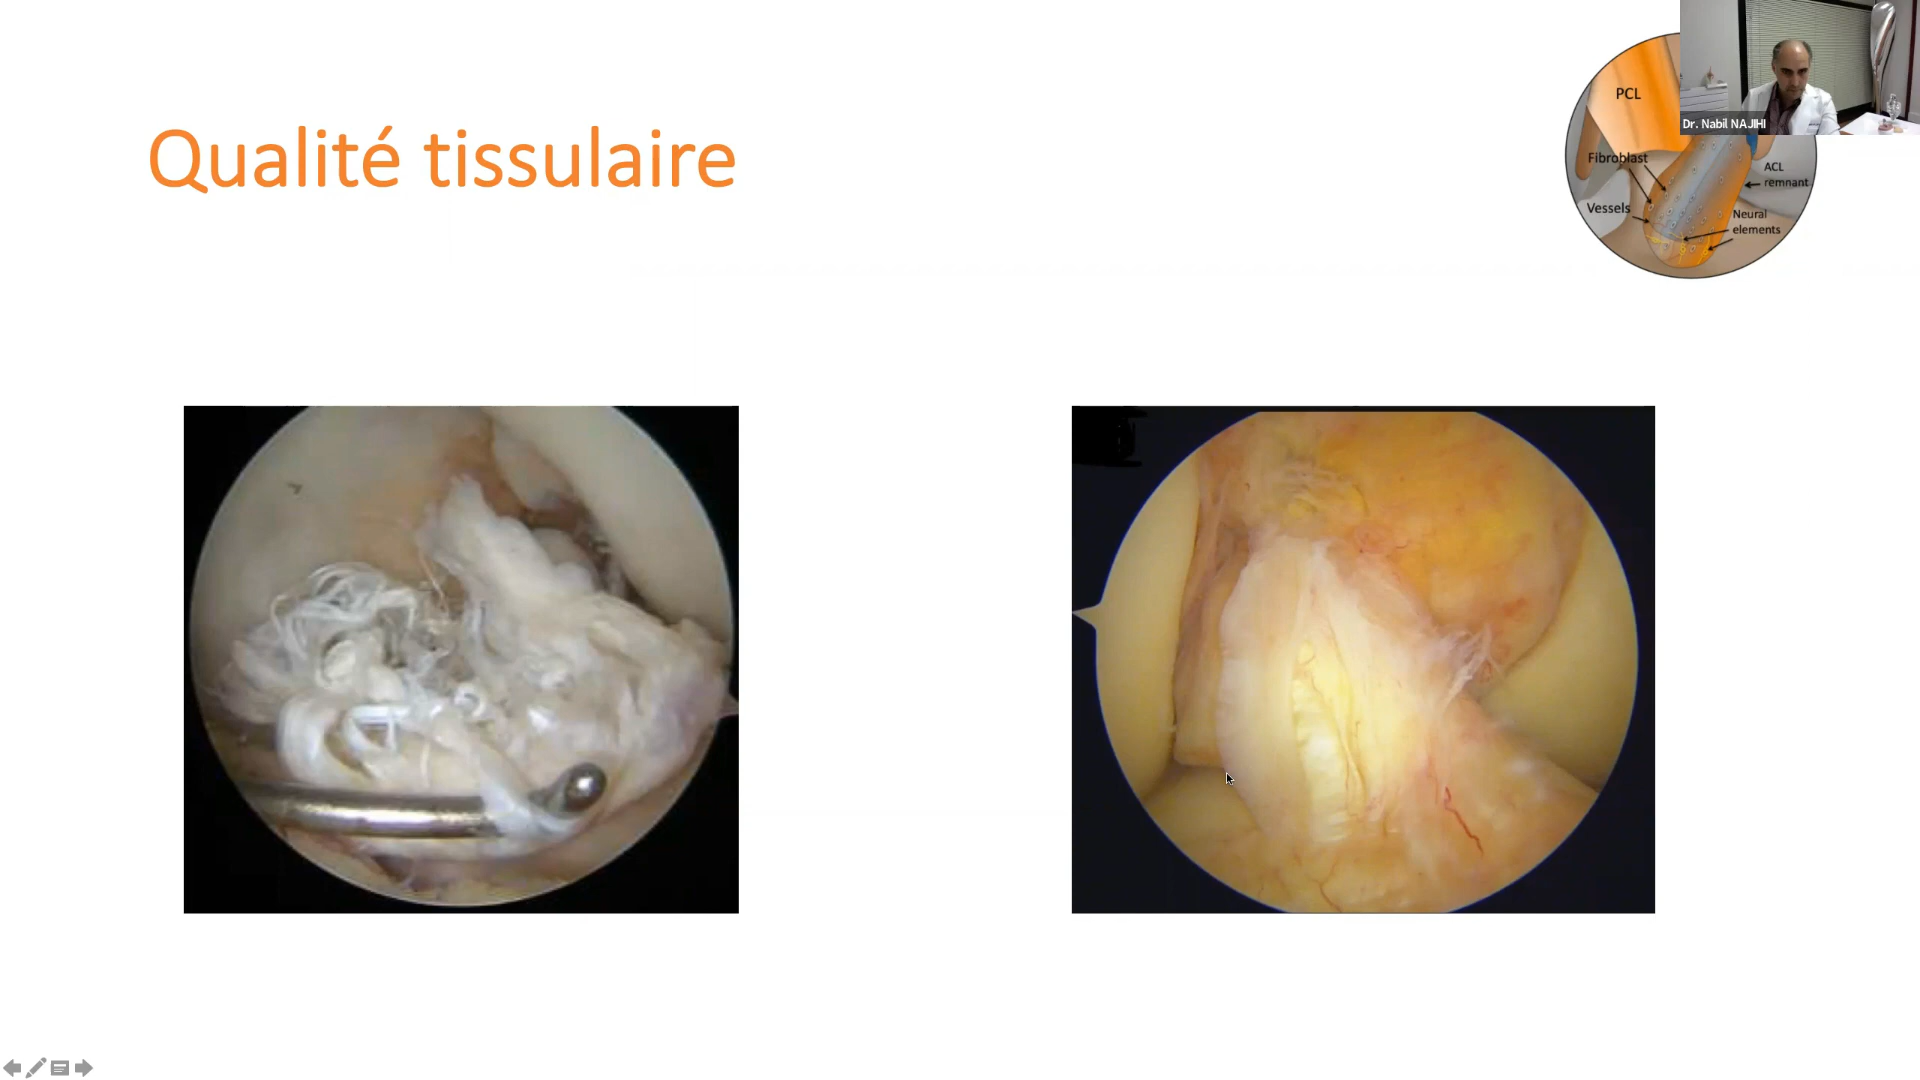 Qualité tissulaire
PCL
Fibroblast
Vessels
ACL
remnant
Neural
elements
Dr. Nabil NAJIHI